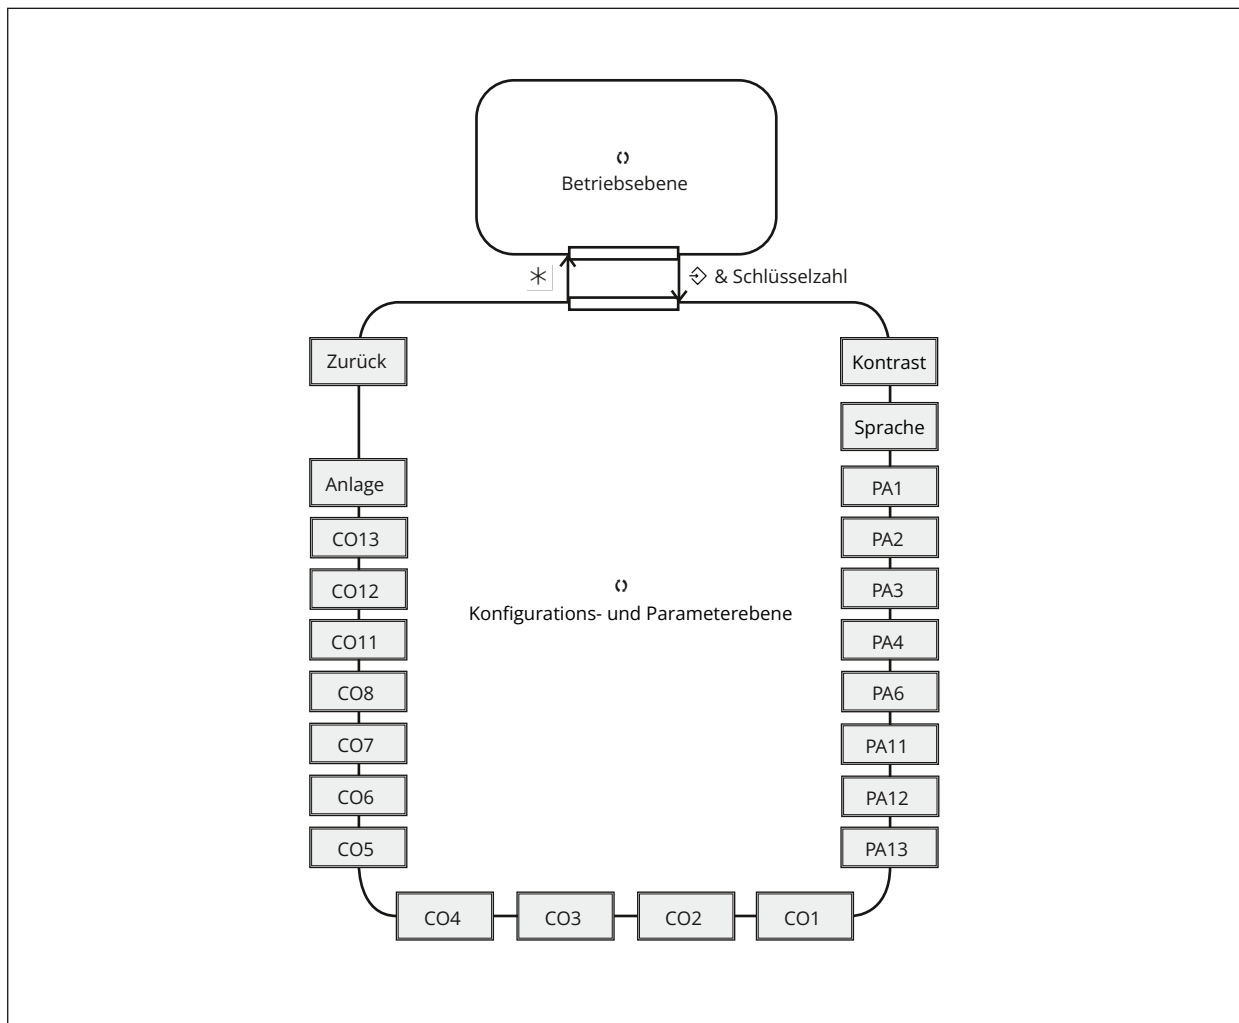 Betriebsebene
& Schlüsselzahl
Zurück
Kontrast
Sprache
Anlage
PA1
CO13
PA2
CO12
Konfigurations- und Parameterebene
PA3
CO11
PA4
CO8
PA6
CO7
PA11
CO6
PA12
CO5
PA13
CO4
CO3
CO2
CO1